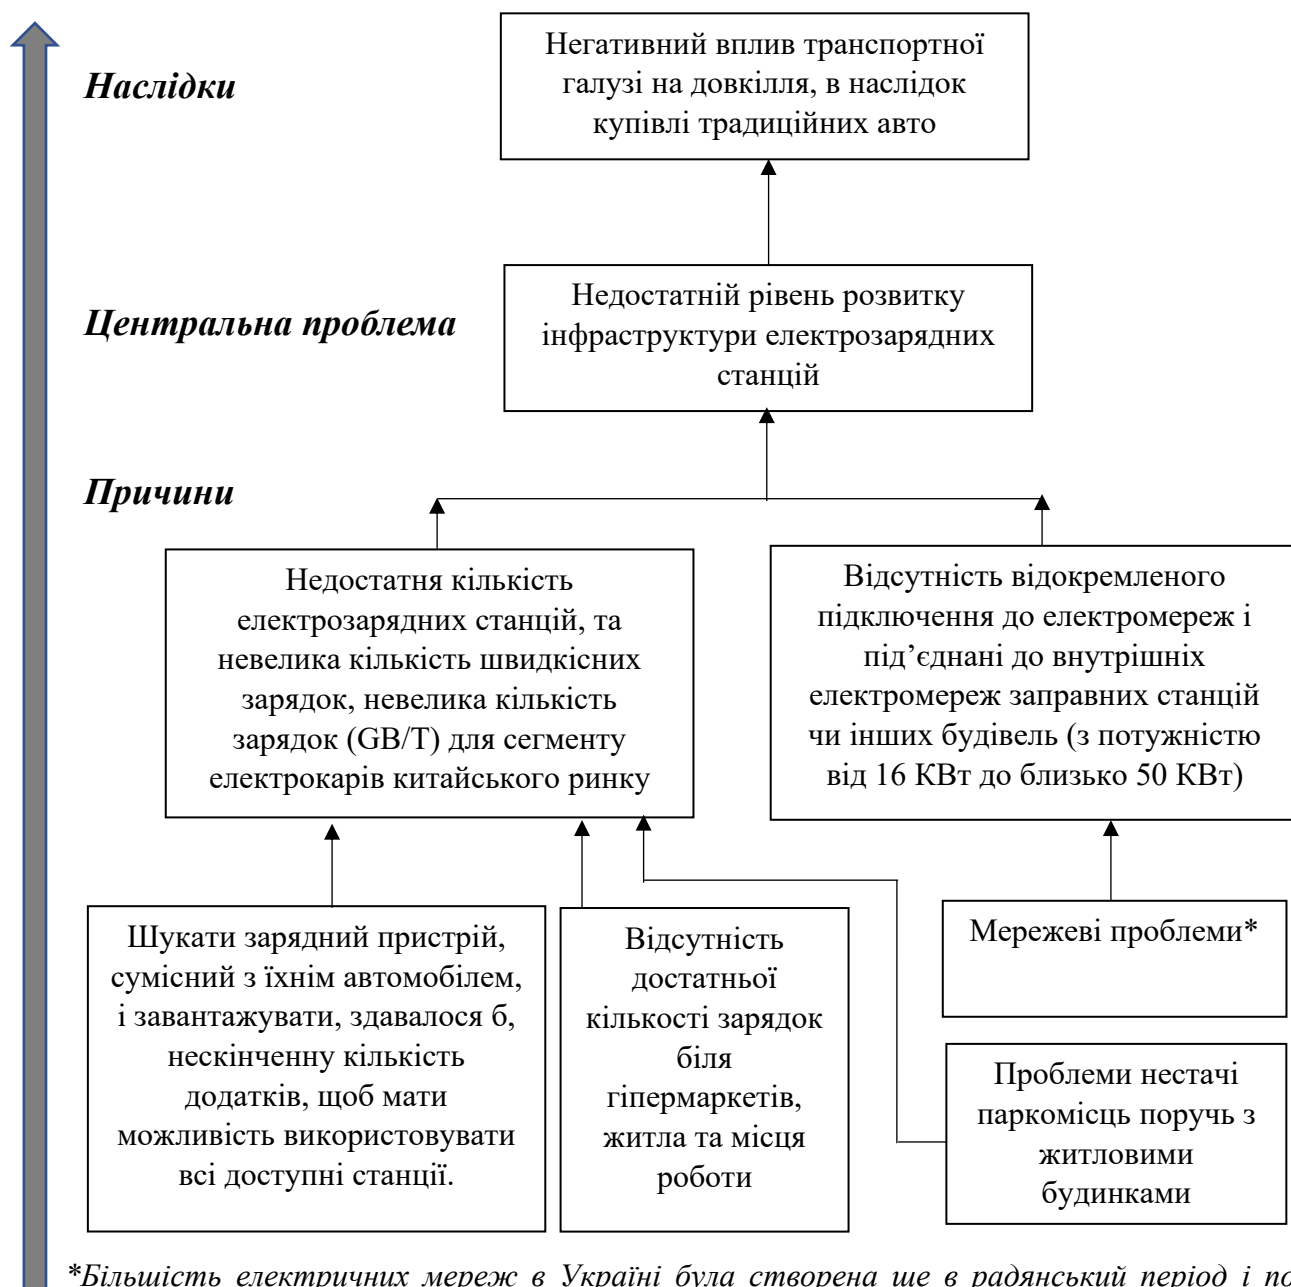 Негативний вплив транспортної
галузі на довкілля, в наслідок
купівлі традиційних авто
Наслідки
Недостатній рівень розвитку
інфраструктури електрозарядних
станцій
Центральна проблема
Причини
Недостатня кількість
електрозарядних станцій, та
невелика кількість швидкісних
зарядок, невелика кількість
зарядок (GB/T) для сегменту
електрокарів китайського ринку
Відсутність відокремленого
підключення до електромереж і
під’єднані до внутрішніх
електромереж заправних станцій
чи інших будівель (з потужністю
від 16 КВт до близько 50 КВт)
Шукати зарядний пристрій,
сумісний з їхнім автомобілем,
і завантажувати, здавалося б,
нескінченну кількість
додатків, щоб мати
можливість використовувати
всі доступні станції.
Відсутність
достатньої
кількості зарядок
біля
гіпермаркетів,
житла та місця
роботи
Мережеві проблеми*
Проблеми нестачі
паркомісць поручь з
житловими
будинками
*Більшість електричних мереж в Україні була створена ще в радянський період і по